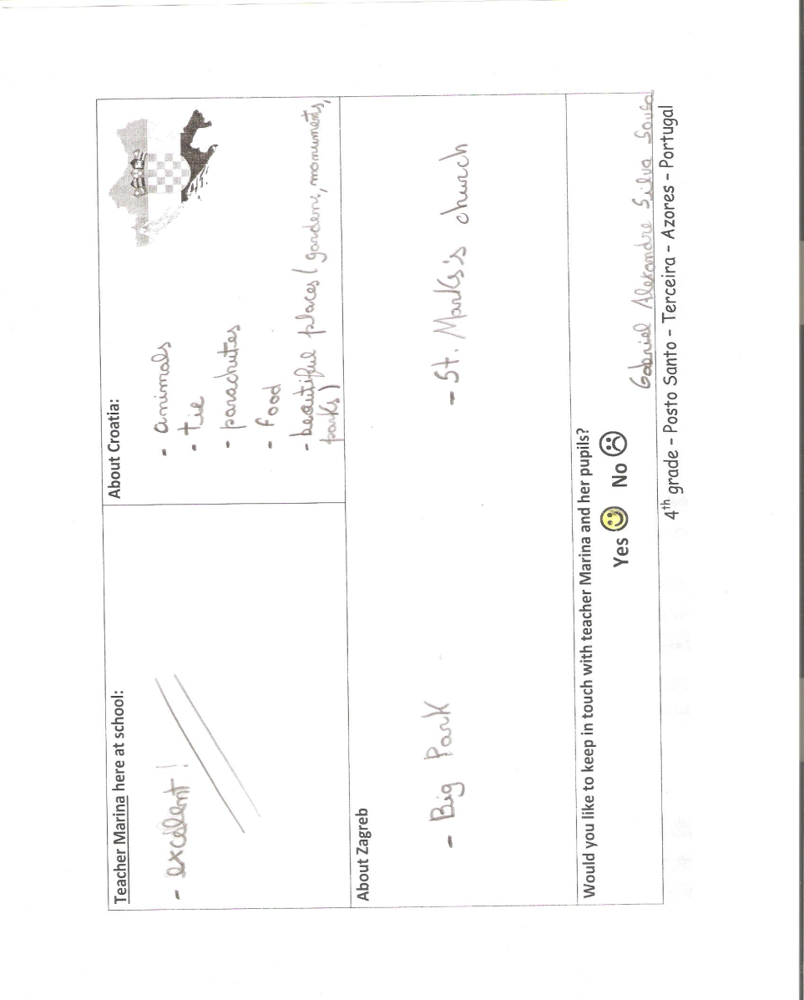 Teacher Marina here at school:
- excellent!
About Croatia:
- animals
- tie
- parachutes
- food
- beautiful places (gardens, monuments,
parks)
About Zagreb
- Big Park
- St. Marks's church
Would you like to keep in touch with teacher Marina and her pupils?
Yes No
Gabriel Alexandre Silva Sousa
4th grade - Posto Santo - Terceira - Azores - Portugal